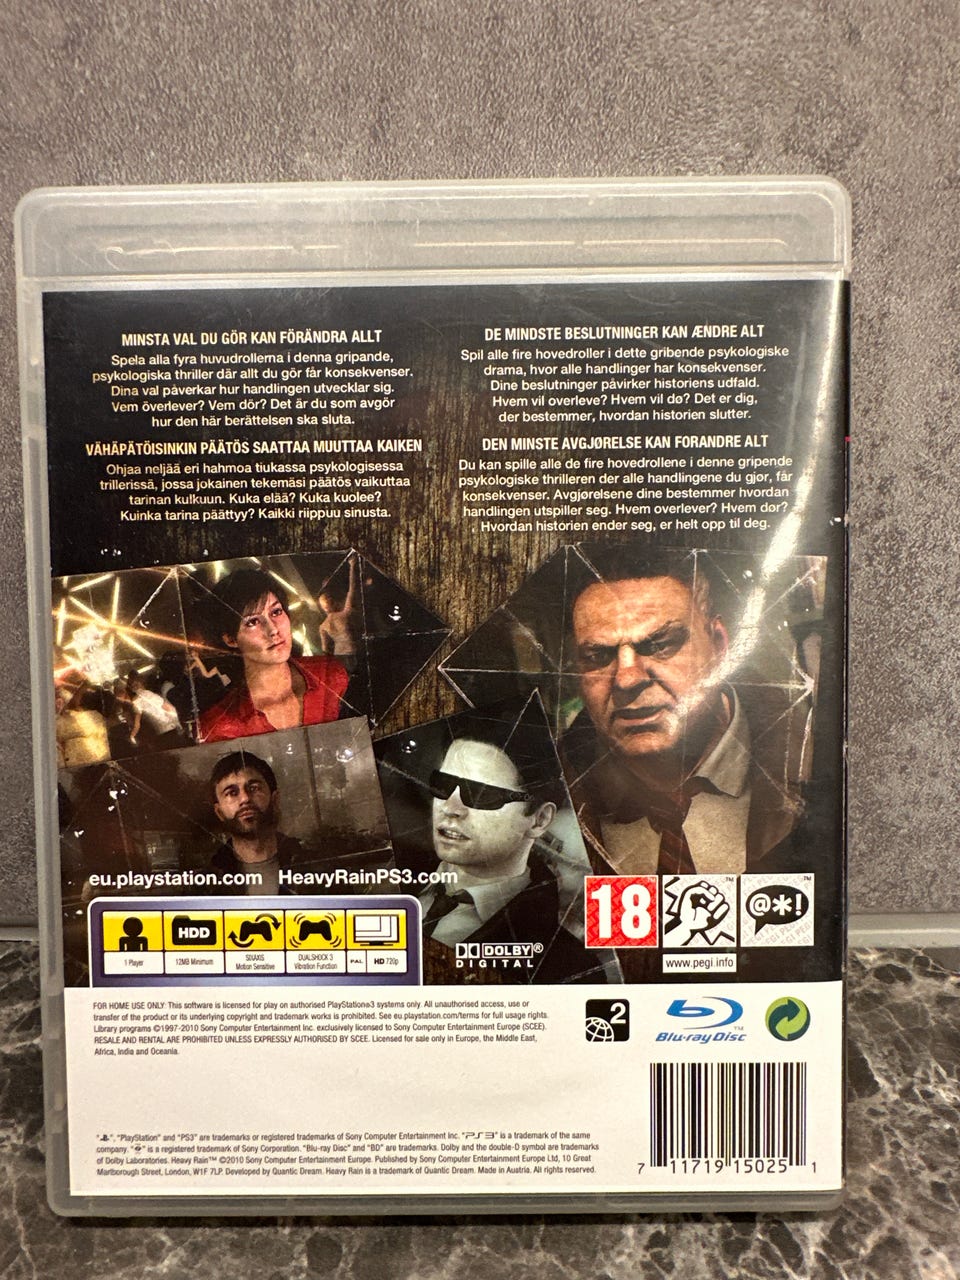 MINSTA VAL DU GÖR KAN FÖRÄNDRA ALLT
Spela alla fyra huvudrollerna i denna gripande,
psykologiska thriller där allt du gör får konsekvenser.
Dina val påverkar hur handlingen utvecklar sig.
Vem överlever? Vem dör? Det är du som avgör
hur den här berättelsen ska sluta.
VÄHÄPÄTÖISINKIN PÄÄTÖS SAATTAA MUUTTAA KAIKEN
Ohjaa neljää eri hahmoa tiukassa psykologisessa
trillerissä, jossa jokainen tekemäsi päätös vaikuttaa
tarinan kulkuun. Kuka elää? Kuka kuolee?
Kuinka tarina päättyy? Kaikki riippuu sinusta.
DE MINDSTE BESLUTNINGER KAN ÆNDRE ALT
Spil alle fire hovedroller i dette gribende psykologiske
drama, hvor alle handlinger har konsekvenser.
Dine beslutninger påvirker historiens udfald.
Hvem vil overleve? Hvem vil dø? Det er dig,
der bestemmer, hvordan historien slutter.
DEN MINSTE AVGJØRELSE KAN FORANDRE ALT
Du kan spille alle de fire hovedrollene i denne gripende
psykologiske thrilleren der alle handlingene du gjør, får
konsekvenser. Avgjørelsene dine bestemmer hvordan
handlingen utspiller seg. Hvem overlever? Hvem dør?
Hvordan historien ender seg, er helt opp til deg.
eu.playstation.com HeavyRainPS3.com
HDD
1 Player
12MB Minimum
SIXAXIS
Motion Sensitive
DUALSHOCK 3
Vibration Function
PAL
HD 720p
DOLBY®
DIGITAL
18
@*!
www.pegi.info
FOR HOME USE ONLY: This software is licensed for play on authorised PlayStation®3 systems only. All unauthorised access, use or
transfer of the product or its underlying copyright and trademark works is prohibited. See eu.playstation.com/terms for full usage rights.
Library programs ©1997-2010 Sony Computer Entertainment Inc. exclusively licensed to Sony Computer Entertainment Europe (SCEE).
RESALE AND RENTAL ARE PROHIBITED UNLESS EXPRESSLY AUTHORISED BY SCEE. Licensed for sale only in Europe, the Middle East,
Africa, India and Oceania.
2
Blu-ray Disc™
" ", "PlayStation" and "PS3" are trademarks or registered trademarks of Sony Computer Entertainment Inc. "PS3" is a trademark of the same
company. " " is a registered trademark of Sony Corporation. "Blu-ray Disc" and "BD" are trademarks. Dolby and the double-D symbol are trademarks
of Dolby Laboratories. Heavy Rain™ ©2010 Sony Computer Entertainment Europe. Published by Sony Computer Entertainment Europe Ltd, 10 Great
Marlborough Street, London, W1F 7LP. Developed by Quantic Dream. Heavy Rain is a trademark of Quantic Dream. Made in Austria. All rights reserved.
7 11719 15025 1